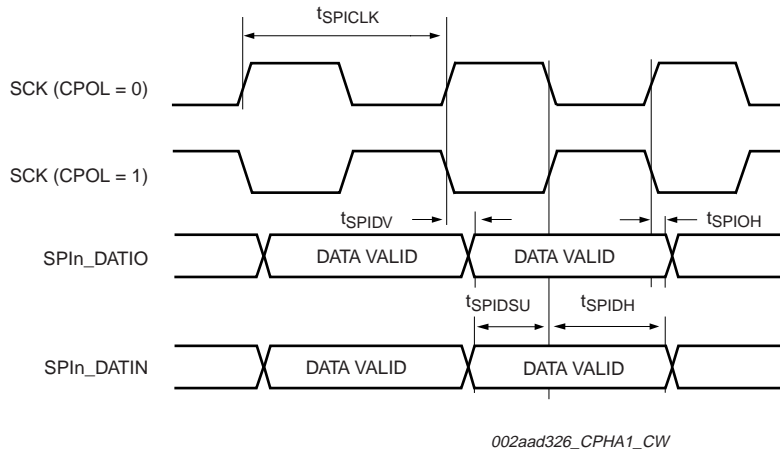 tSPICLK
SCK (CPOL = 0)
SCK (CPOL = 1)
tSPIDV
tSPIOH
SPIn_DATIO
DATA VALID
DATA VALID
tSPIDSU
tSPIDH
SPIn_DATIN
DATA VALID
DATA VALID
002aad326_CPHA1_CW